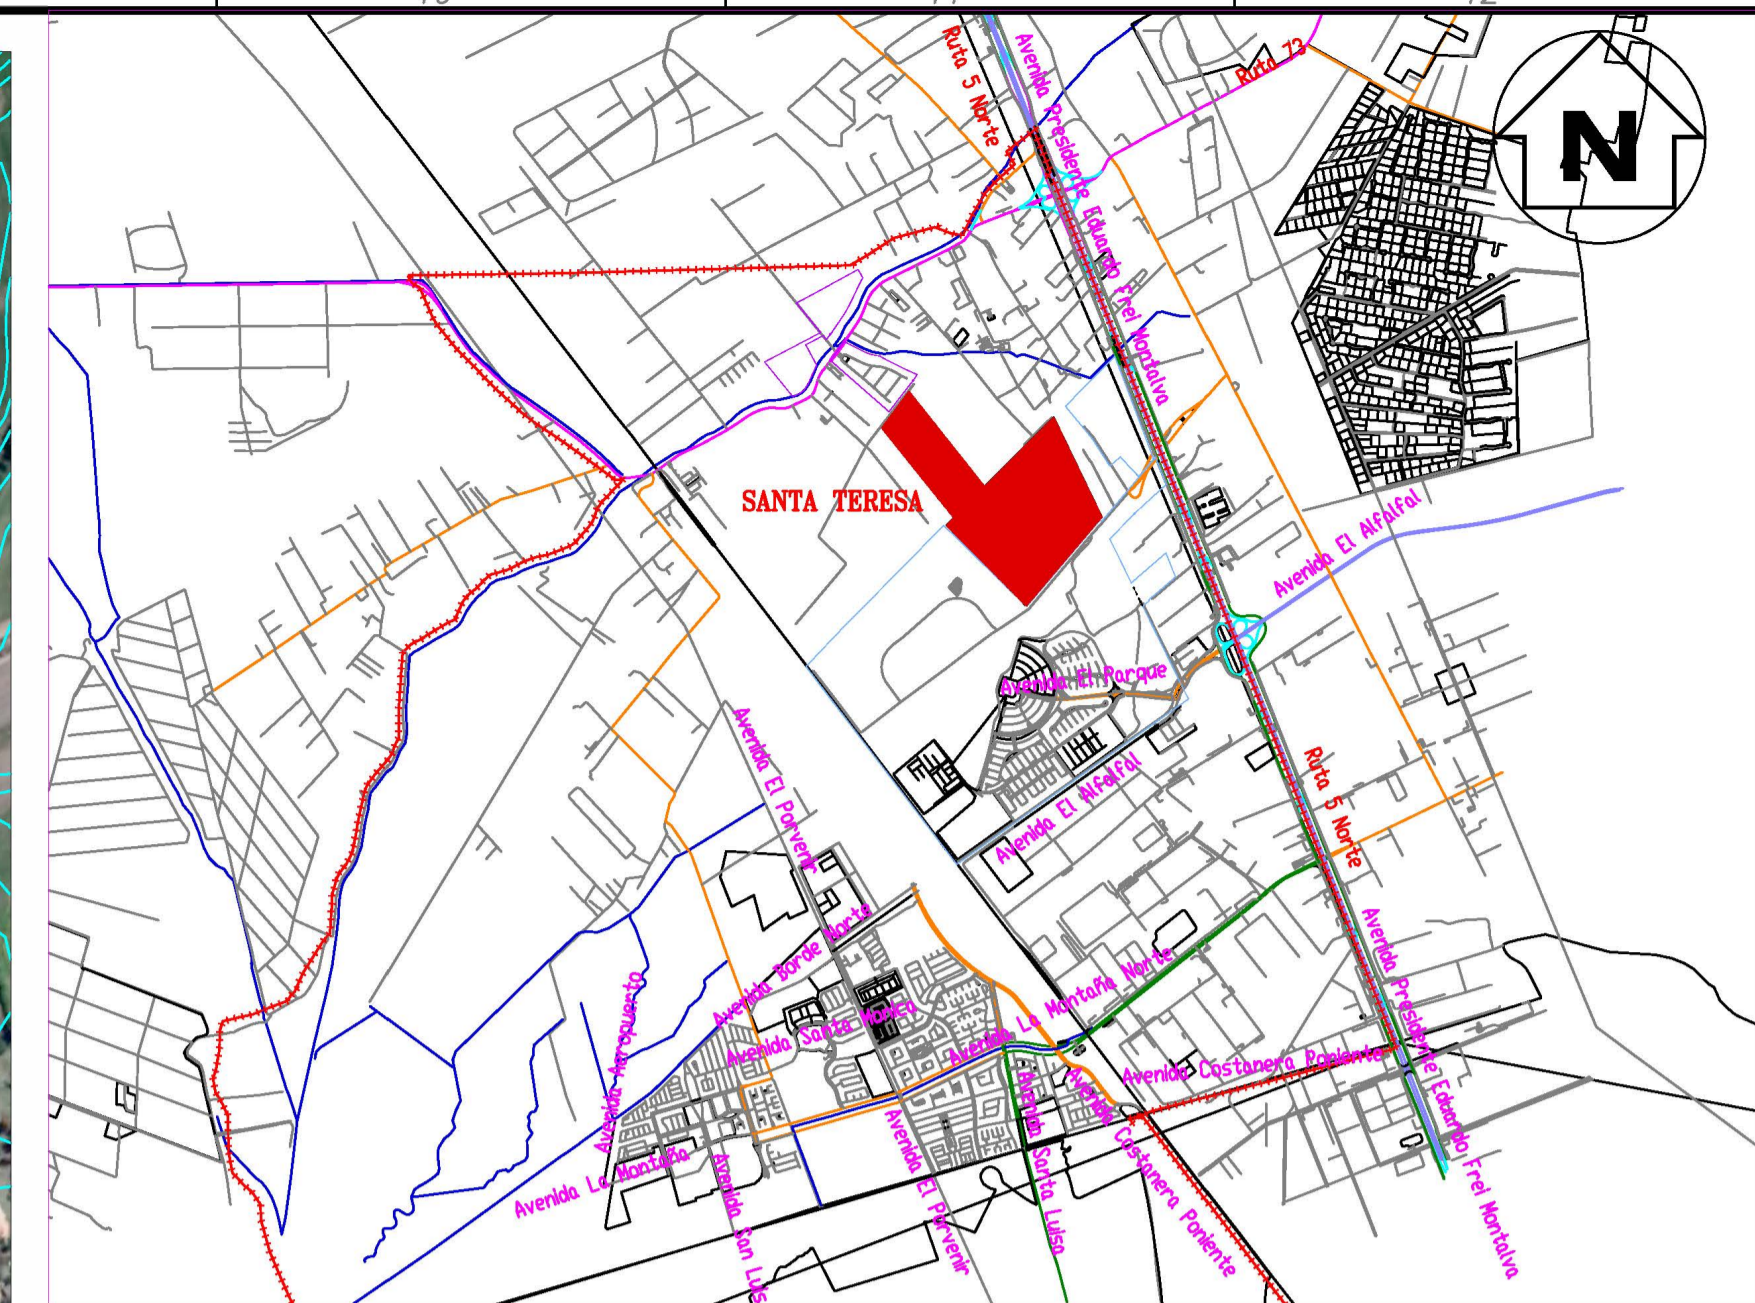 Ruta 5 Norte
Avenida Presidente Eduardo Frei Montalva
Ruta 73
N
SANTA TERESA
Avenida El Alfalfal
Avenida El Parque
Avenida El Porvenir
Avenida El Alfalfal
Ruta 5 Norte
Avenida Borde Norte
Avenida Aeropuerto
Avenida Santa Monica
Avenida La Montaña Norte
Avenida Presidente Eduardo Frei Montalva
Avenida Costanera Poniente
Avenida La Montaña
Avenida San Luis
Avenida El Porvenir
Avenida Santa Luisa
Avenida Costanera Poniente